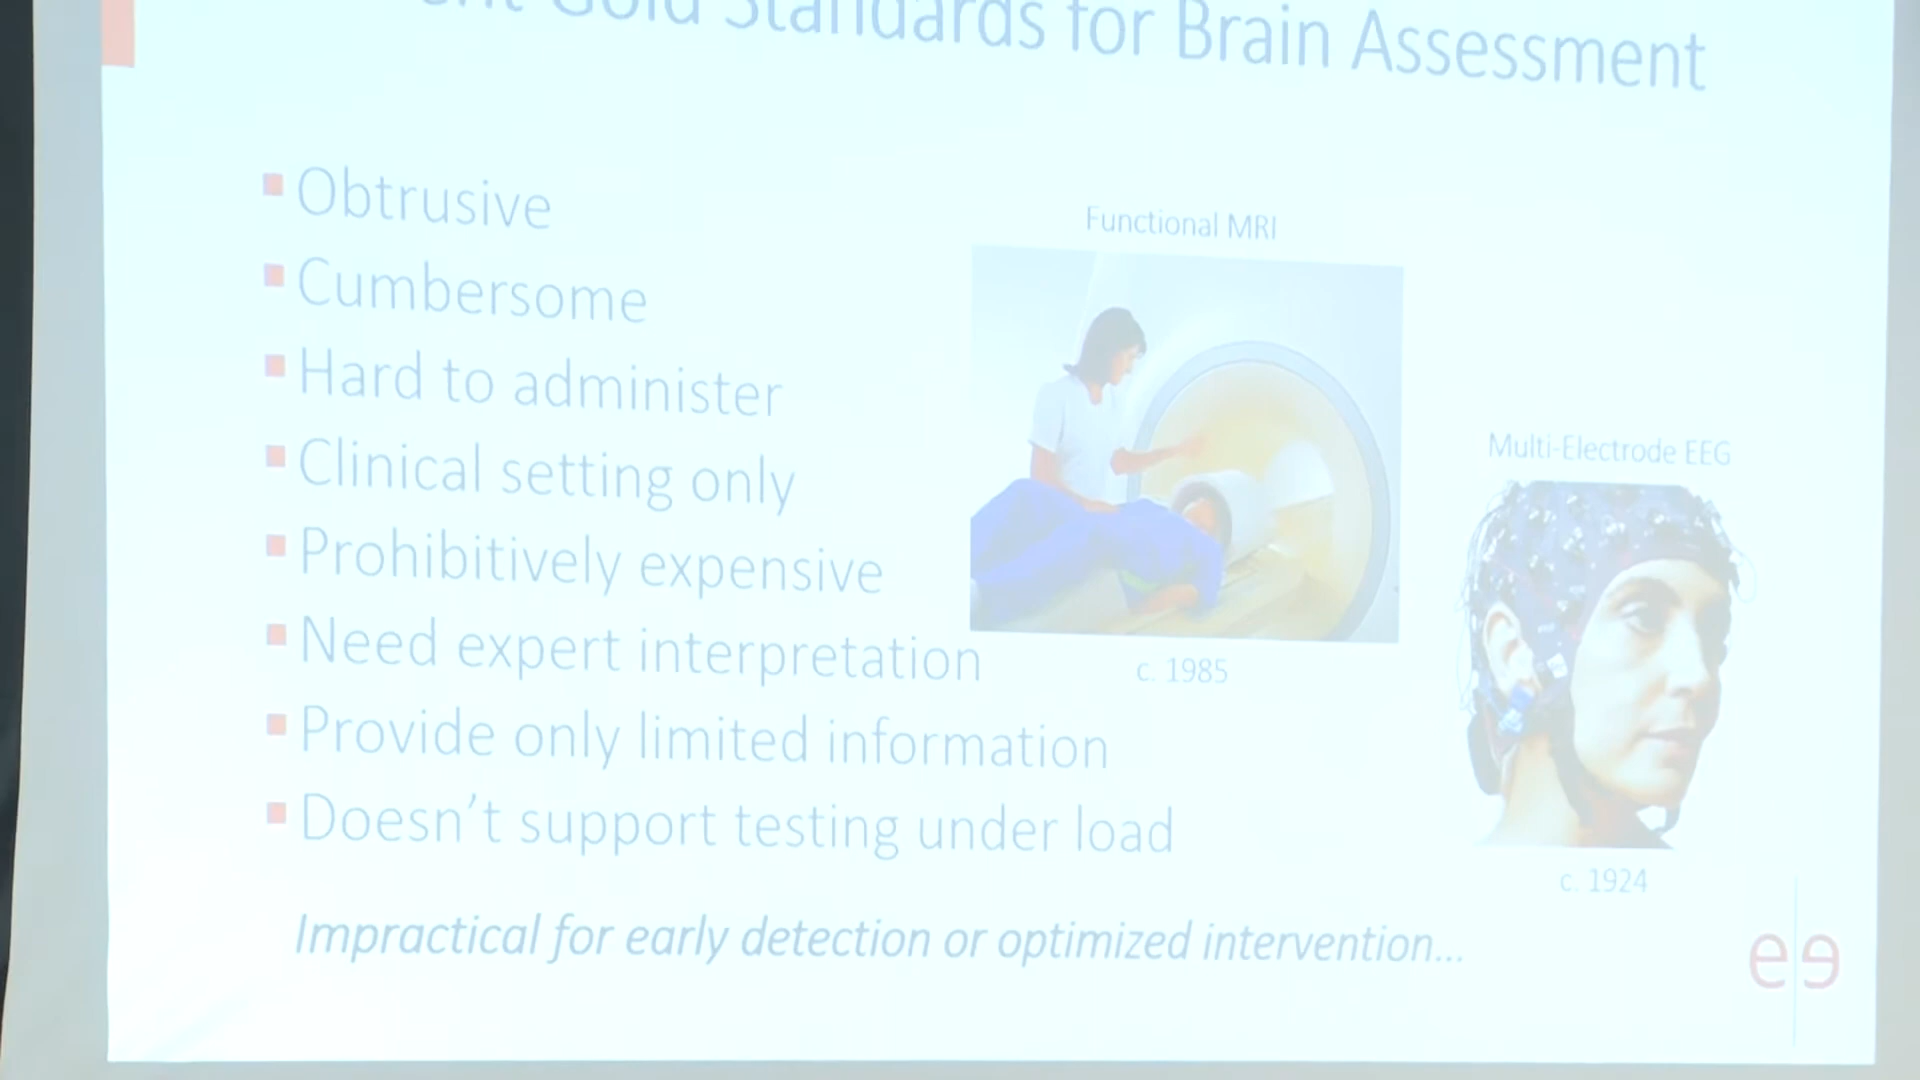 Gold Standards for Brain Assessment
Obtrusive
Cumbersome
Hard to administer
Clinical setting only
Prohibitively expensive
Need expert interpretation
Provide only limited information
Doesn't support testing under load
Impractical for early detection or optimized intervention...
Functional MRI
c. 1985
Multi-Electrode EEG
c. 1924